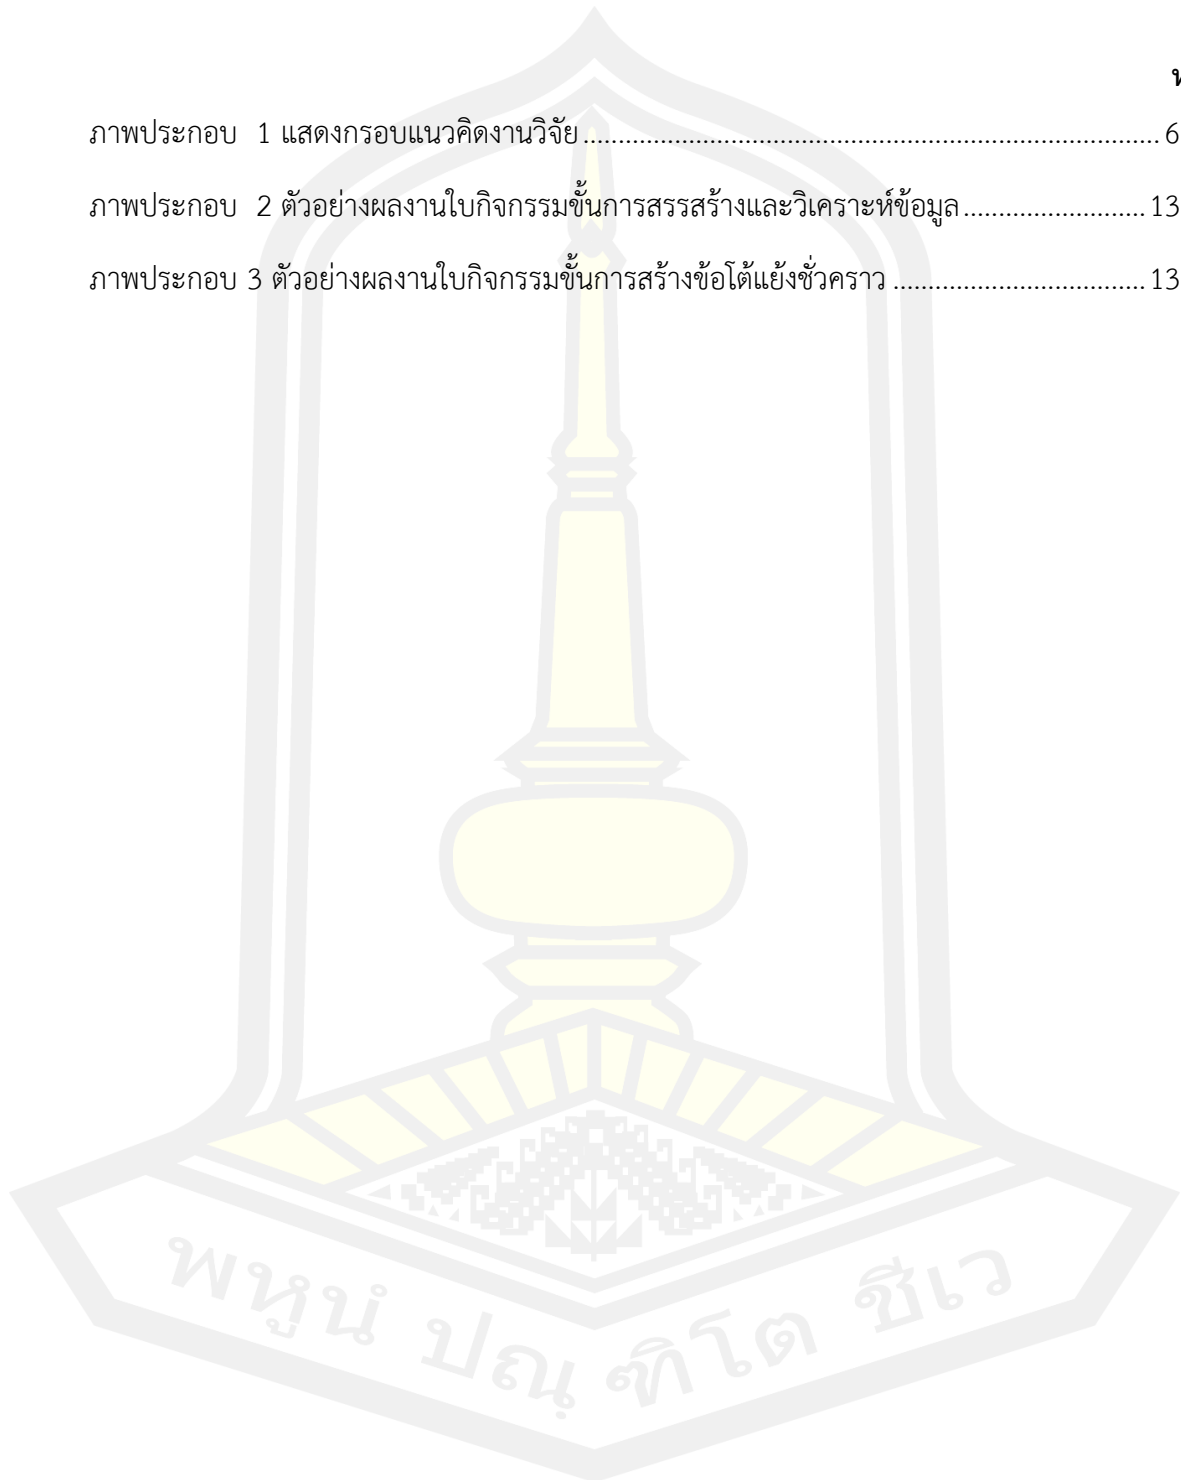 ภาพประกอบ 1 แสดงกรอบแนวคิดงานวิจัย.................................................................................. 6
ภาพประกอบ 2 ตัวอย่างผลงานใบกิจกรรมขั้นการสรรสร้างและวิเคราะห์ข้อมูล.......................... 13
ภาพประกอบ 3 ตัวอย่างผลงานใบกิจกรรมขั้นการสร้างข้อโต้แย้งชั่วคราว.................................... 13
พหูนํ ปณฺ ฑิโต ชีเว